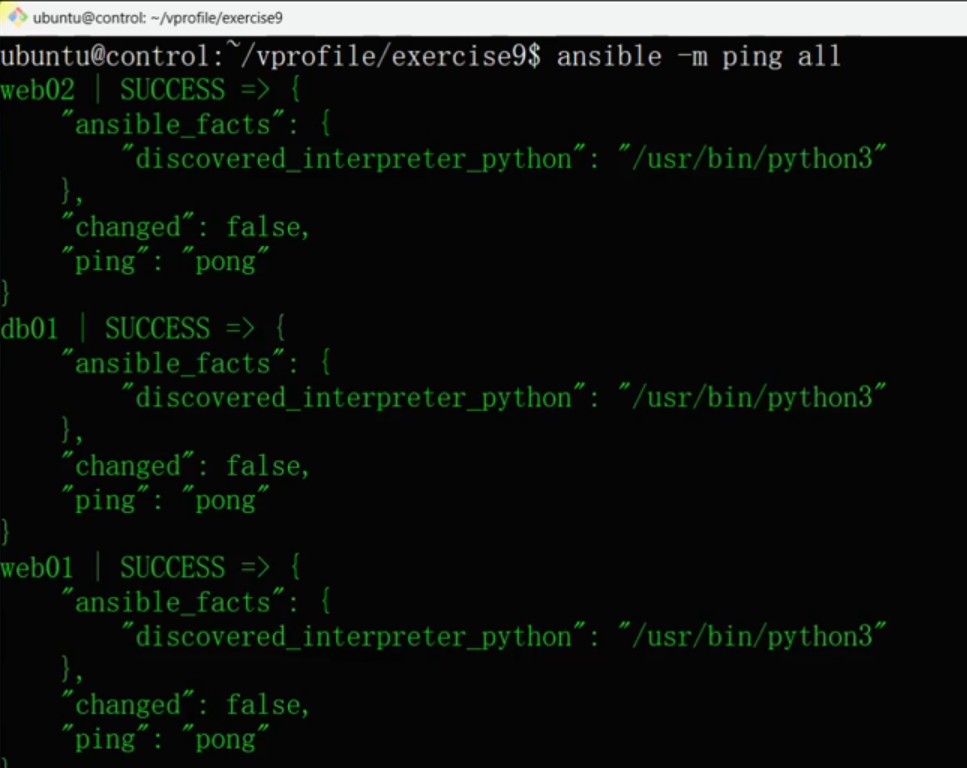 ubuntu@control: ~/vprofile/exercise9
ubuntu@control:~/vprofile/exercise9$ ansible -m ping all
web02 | SUCCESS => {
    "ansible_facts": {
        "discovered_interpreter_python": "/usr/bin/python3"
    },
    "changed": false,
    "ping": "pong"
}
db01 | SUCCESS => {
    "ansible_facts": {
        "discovered_interpreter_python": "/usr/bin/python3"
    },
    "changed": false,
    "ping": "pong"
}
web01 | SUCCESS => {
    "ansible_facts": {
        "discovered_interpreter_python": "/usr/bin/python3"
    },
    "changed": false,
    "ping": "pong"
}